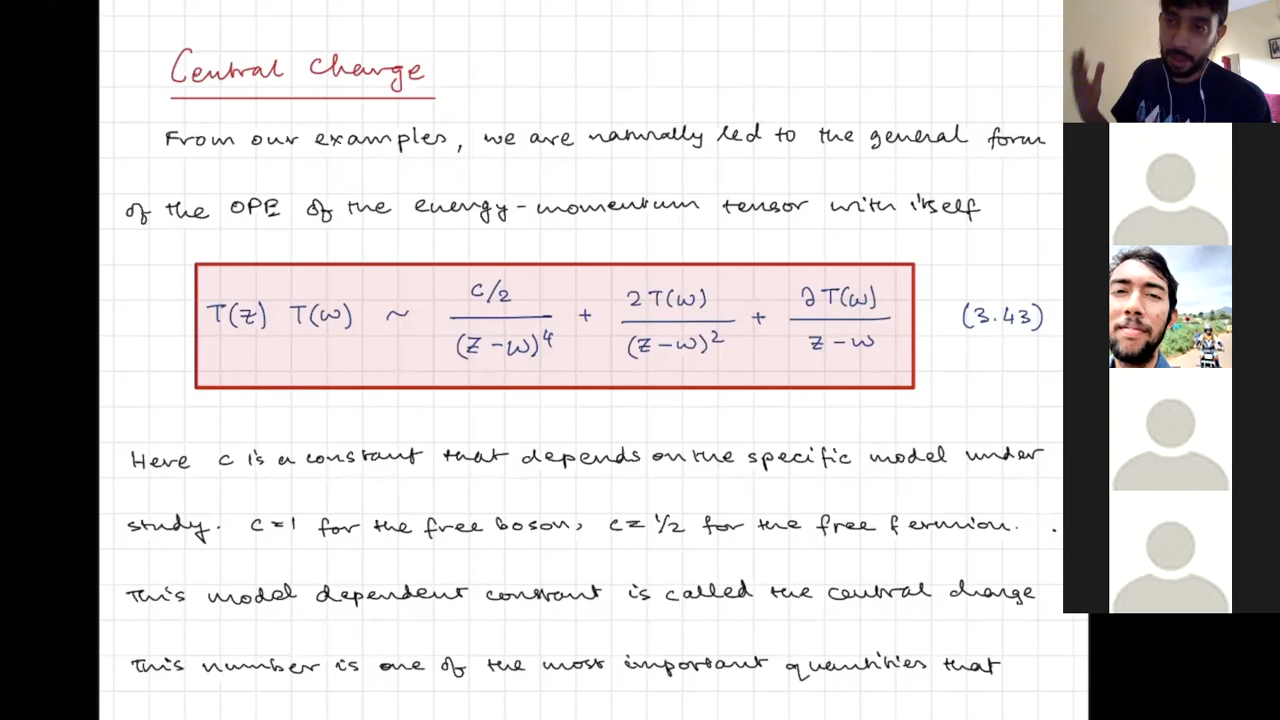 Central Charge
From our examples, we are naturally led to the general form
of the OPE of the energy-momentum tensor with itself
T(z) T(ω) ~ c/2 / (z-ω)^4 + 2T(ω) / (z-ω)^2 + ∂T(ω) / z-ω (3.43)
Here c is a constant that depends on the specific model under
study. c=1 for the free boson, c=1/2 for the free fermion.
This model dependent constant is called the central charge
This number is one of the most important quantities that